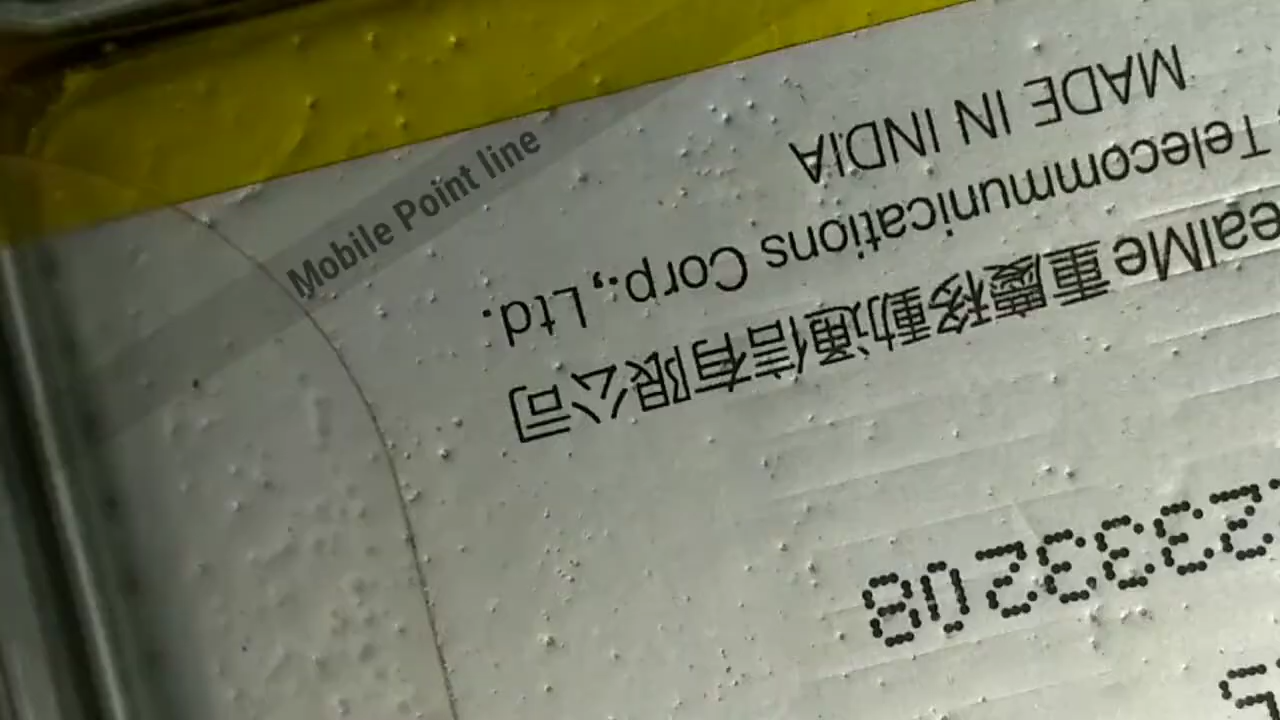 2333208
ealMe 重慶移動通信有限公司
Telecommunications Corp., Ltd.
MADE IN INDIA
Mobile Point line